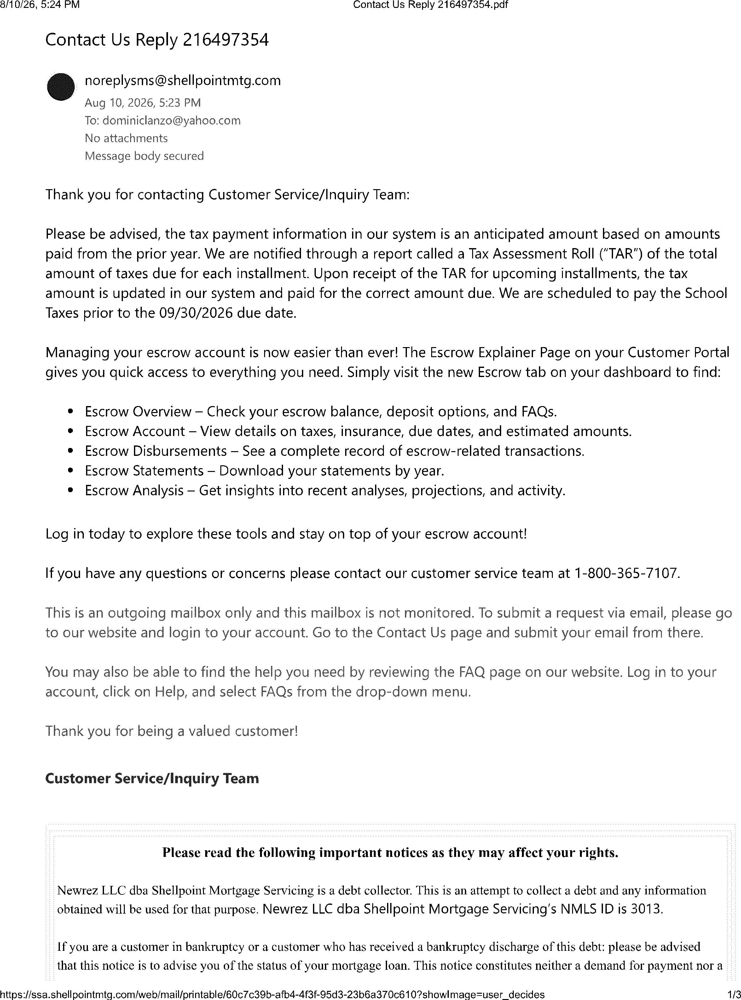 8/10/26, 5:24 PM
Contact Us Reply 216497354.pdf
Contact Us Reply 216497354
noreplysms@shellpointmtg.com
Aug 10, 2026, 5:23 PM
To: dominiclanzo@yahoo.com
No attachments
Message body secured
Thank you for contacting Customer Service/Inquiry Team:
Please be advised, the tax payment information in our system is an anticipated amount based on amounts
paid from the prior year. We are notified through a report called a Tax Assessment Roll (“TAR”) of the total
amount of taxes due for each installment. Upon receipt of the TAR for upcoming installments, the tax
amount is updated in our system and paid for the correct amount due. We are scheduled to pay the School
Taxes prior to the 09/30/2026 due date.
Managing your escrow account is now easier than ever! The Escrow Explainer Page on your Customer Portal
gives you quick access to everything you need. Simply visit the new Escrow tab on your dashboard to find:
• Escrow Overview – Check your escrow balance, deposit options, and FAQs.
• Escrow Account – View details on taxes, insurance, due dates, and estimated amounts.
• Escrow Disbursements – See a complete record of escrow-related transactions.
• Escrow Statements – Download your statements by year.
• Escrow Analysis – Get insights into recent analyses, projections, and activity.
Log in today to explore these tools and stay on top of your escrow account!
If you have any questions or concerns please contact our customer service team at 1-800-365-7107.
This is an outgoing mailbox only and this mailbox is not monitored. To submit a request via email, please go
to our website and login to your account. Go to the Contact Us page and submit your email from there.
You may also be able to find the help you need by reviewing the FAQ page on our website. Log in to your
account, click on Help, and select FAQs from the drop-down menu.
Thank you for being a valued customer!
Customer Service/Inquiry Team
Please read the following important notices as they may affect your rights.
Newrez LLC dba Shellpoint Mortgage Servicing is a debt collector. This is an attempt to collect a debt and any information
obtained will be used for that purpose. Newrez LLC dba Shellpoint Mortgage Servicing’s NMLS ID is 3013.
If you are a customer in bankruptcy or a customer who has received a bankruptcy discharge of this debt: please be advised
that this notice is to advise you of the status of your mortgage loan. This notice constitutes neither a demand for payment nor a
https://ssa.shellpointmtg.com/web/mail/printable/60c7c39b-afb4-4f3f-95d3-23b6a370c610?showImage=user_decides
1/3